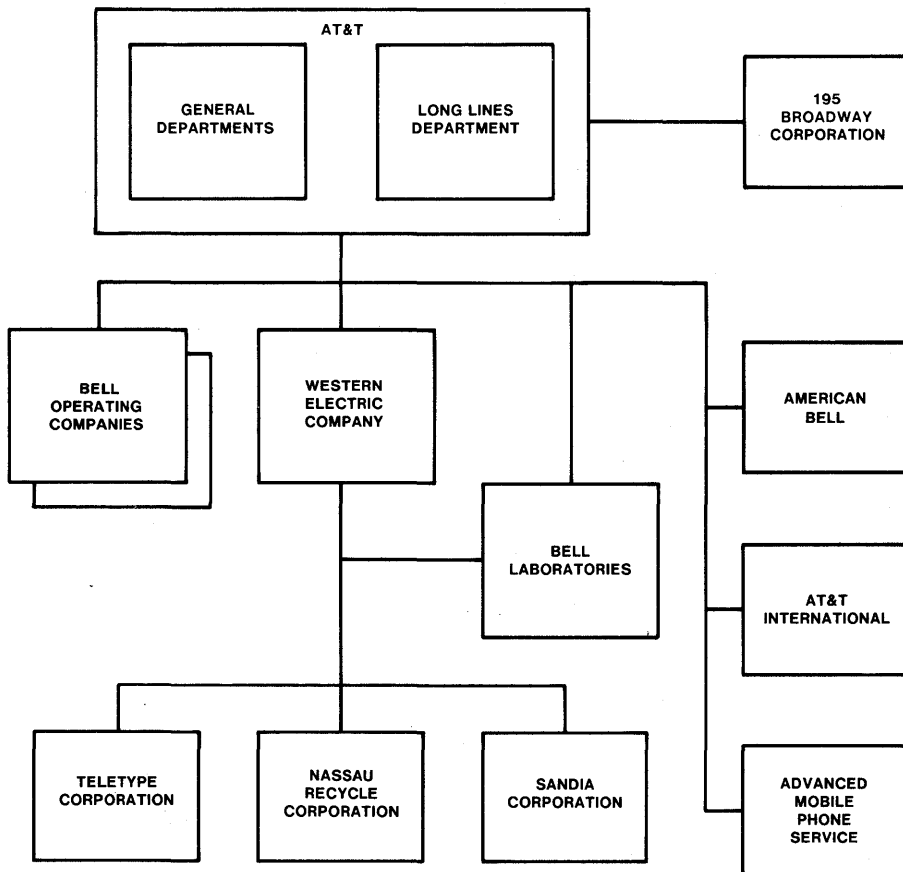 AT&T
GENERAL
DEPARTMENTS
LONG LINES
DEPARTMENT
195
BROADWAY
CORPORATION
BELL
OPERATING
COMPANIES
WESTERN
ELECTRIC
COMPANY
AMERICAN
BELL
BELL
LABORATORIES
AT&T
INTERNATIONAL
TELETYPE
CORPORATION
NASSAU
RECYCLE
CORPORATION
SANDIA
CORPORATION
ADVANCED
MOBILE
PHONE
SERVICE